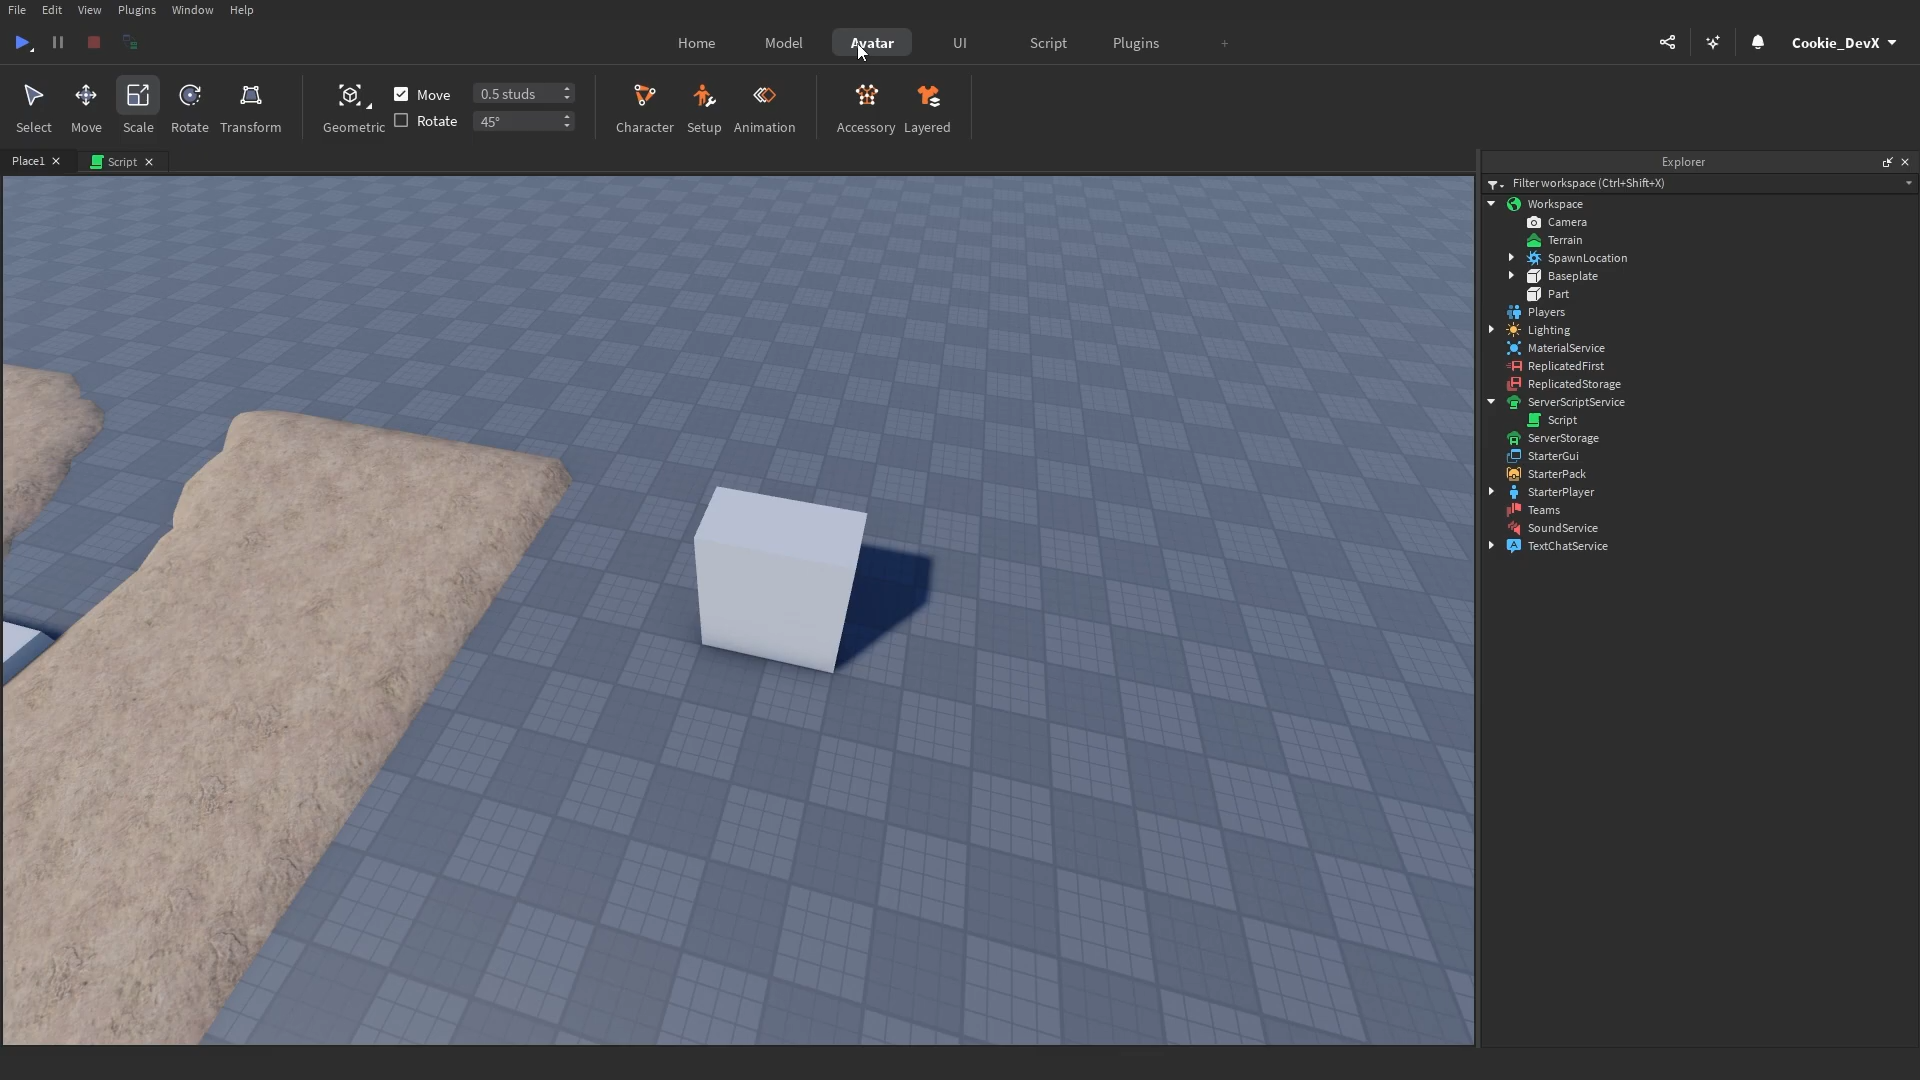 File Edit View Plugins Window Help
Home Model Avatar UI Script Plugins + Cookie_DevX
Select Move Scale Rotate Transform Geometric Character Setup Animation Accessory Layered
Move 0.5 studs
Rotate 45°
Place1 Script
Explorer
Filter workspace (Ctrl+Shift+X)
Workspace
Camera
Terrain
SpawnLocation
Baseplate
Part
Players
Lighting
MaterialService
ReplicatedFirst
ReplicatedStorage
ServerScriptService
Script
ServerStorage
StarterGui
StarterPack
StarterPlayer
Teams
SoundService
TextChatService